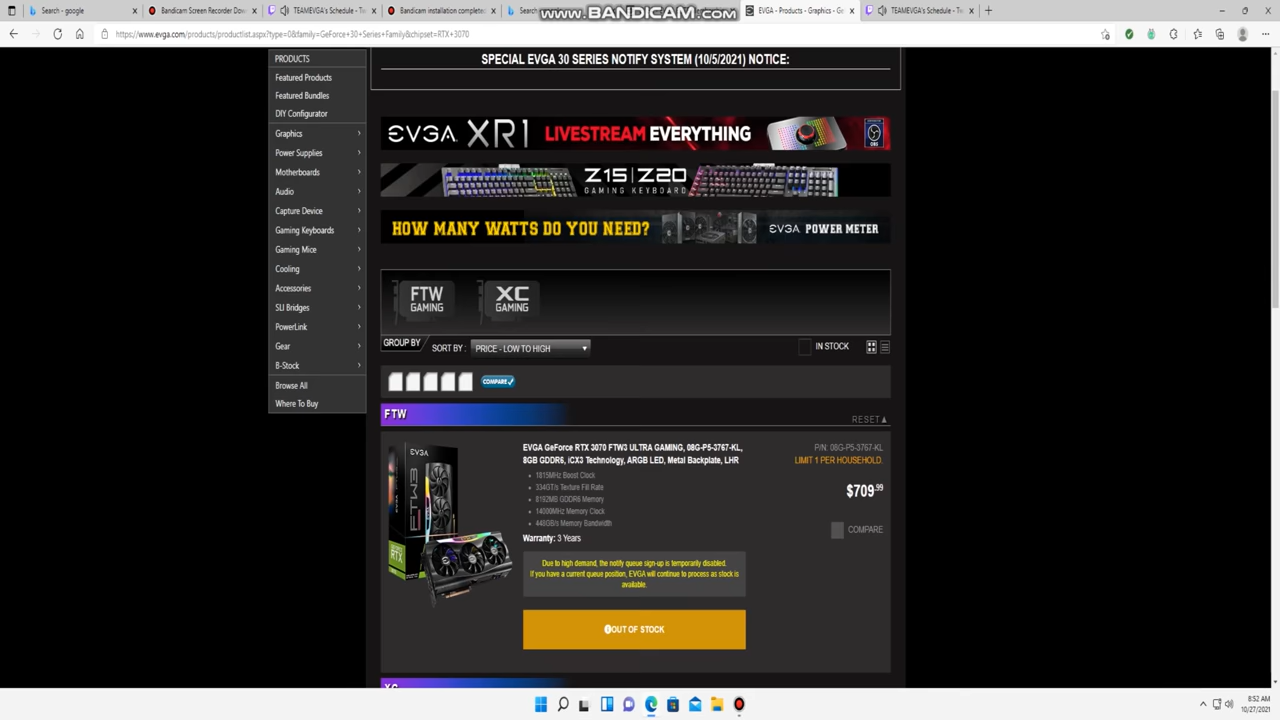 Search - google
Bandicam Screen Recorder Dow
TEAMEVGA's Schedule - Tw
Bandicam installation completed
WWW.BANDICAM.COM
EVGA - Products - Graphics - Ge
TEAMEVGA's Schedule - Tw
https://www.evga.com/products/productlist.aspx?type=0&family=GeForce+30+Series+Family&chipset=RTX+3070
PRODUCTS
Featured Products
Featured Bundles
DIY Configurator
Graphics
Power Supplies
Motherboards
Audio
Capture Device
Gaming Keyboards
Gaming Mice
Cooling
Accessories
SLI Bridges
PowerLink
Gear
B-Stock
Browse All
Where To Buy
SPECIAL EVGA 30 SERIES NOTIFY SYSTEM (10/5/2021) NOTICE:
EVGA XR1 LIVESTREAM EVERYTHING
OBS
Z15 | Z20
GAMING KEYBOARD
HOW MANY WATTS DO YOU NEED? EVGA POWER METER
FTW
GAMING
XC
GAMING
GROUP BY
SORT BY :
PRICE - LOW TO HIGH
IN STOCK
COMPARE
FTW
RESET
EVGA
FTW3
RTX
EVGA GeForce RTX 3070 FTW3 ULTRA GAMING, 08G-P5-3767-KL,
8GB GDDR6, iCX3 Technology, ARGB LED, Metal Backplate, LHR
1815MHz Boost Clock
334GT/s Texture Fill Rate
8192MB GDDR6 Memory
14000MHz Memory Clock
448GB/s Memory Bandwidth
Warranty: 3 Years
Due to high demand, the notify queue sign-up is temporarily disabled.
If you have a current queue position, EVGA will continue to process as stock is
available.
OUT OF STOCK
P/N: 08G-P5-3767-KL
LIMIT 1 PER HOUSEHOLD.
$709.99
COMPARE
XC
8:52 AM
10/27/2021